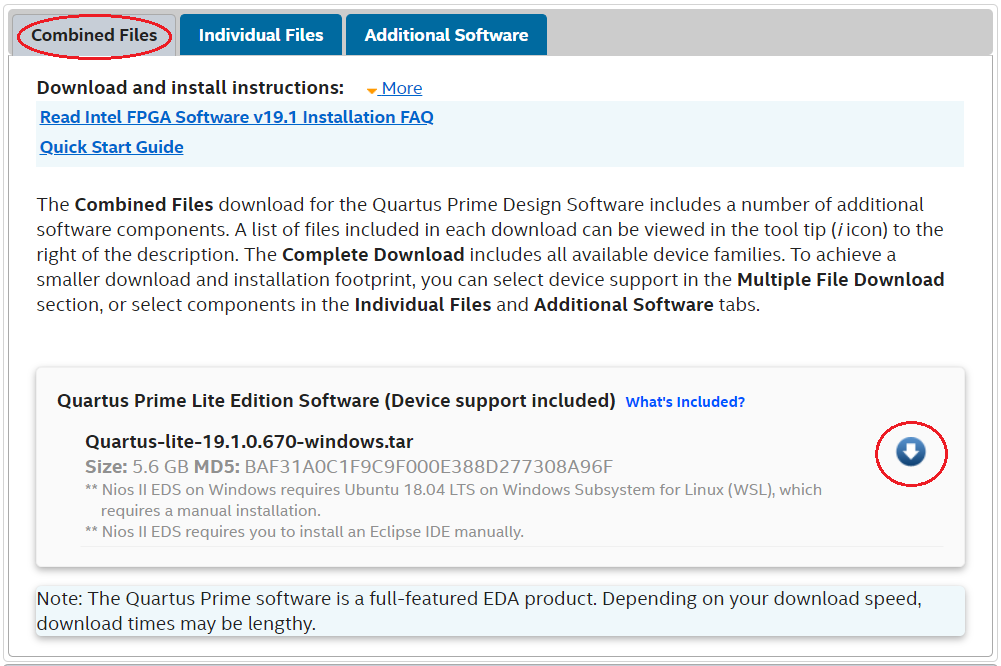 Combined Files Individual Files Additional Software
Download and install instructions: More
Read Intel FPGA Software v19.1 Installation FAQ
Quick Start Guide
The Combined Files download for the Quartus Prime Design Software includes a number of additional
software components. A list of files included in each download can be viewed in the tool tip (i icon) to the
right of the description. The Complete Download includes all available device families. To achieve a
smaller download and installation footprint, you can select device support in the Multiple File Download
section, or select components in the Individual Files and Additional Software tabs.
Quartus Prime Lite Edition Software (Device support included) What's Included?
Quartus-lite-19.1.0.670-windows.tar
Size: 5.6 GB MD5: BAF31A0C1F9C9F000E388D277308A96F
** Nios II EDS on Windows requires Ubuntu 18.04 LTS on Windows Subsystem for Linux (WSL), which
requires a manual installation.
** Nios II EDS requires you to install an Eclipse IDE manually.
Note: The Quartus Prime software is a full-featured EDA product. Depending on your download speed,
download times may be lengthy.